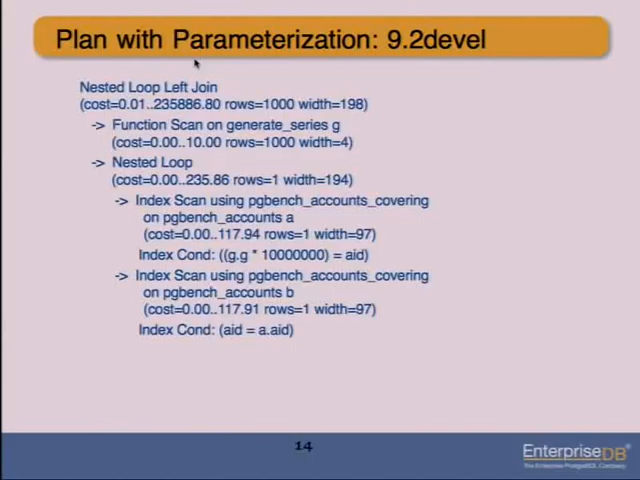 Plan with Parameterization: 9.2devel
Nested Loop Left Join
(cost=0.01..235886.80 rows=1000 width=198)
-> Function Scan on generate_series g
(cost=0.00..10.00 rows=1000 width=4)
-> Nested Loop
(cost=0.00..235.86 rows=1 width=194)
-> Index Scan using pgbench_accounts_covering
on pgbench_accounts a
(cost=0.00..117.94 rows=1 width=97)
Index Cond: ((g.g * 10000000) = aid)
-> Index Scan using pgbench_accounts_covering
on pgbench_accounts b
(cost=0.00..117.91 rows=1 width=97)
Index Cond: (aid = a.aid)
14
EnterpriseDB
The Enterprise PostgreSQL Company